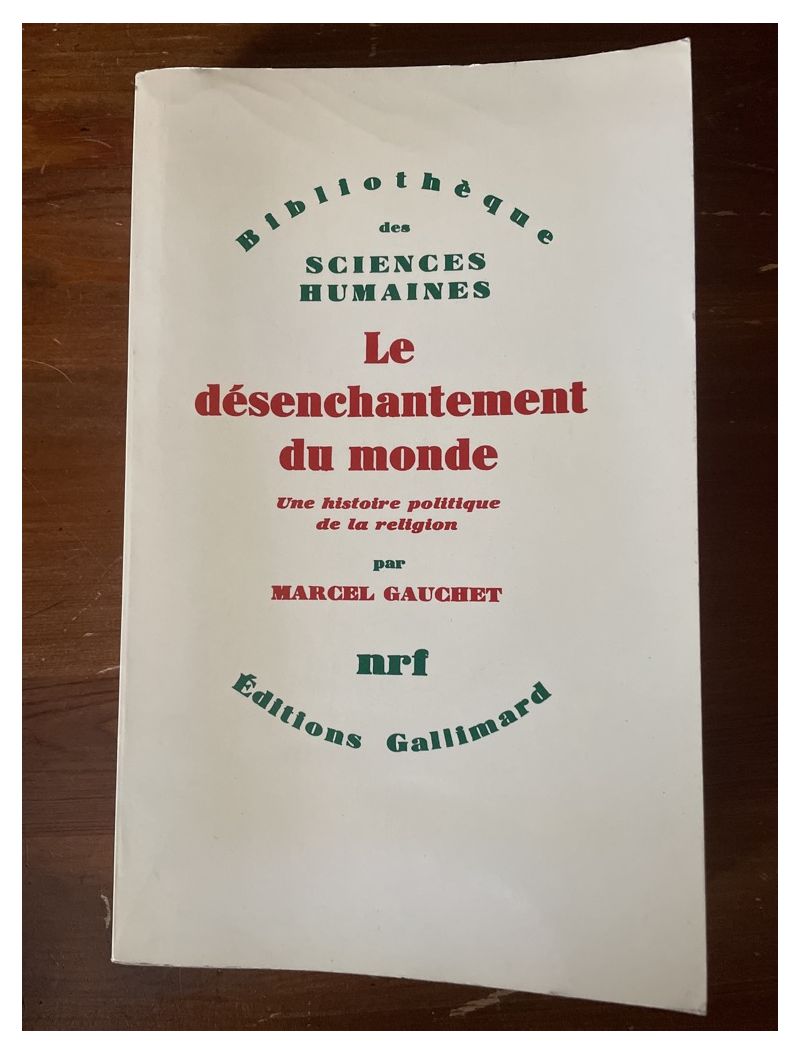 Bibliothèque
des
SCIENCES
HUMAINES
Le
désenchantement
du monde
Une histoire politique
de la religion
par
MARCEL GAUCHET
nrf
Éditions Gallimard